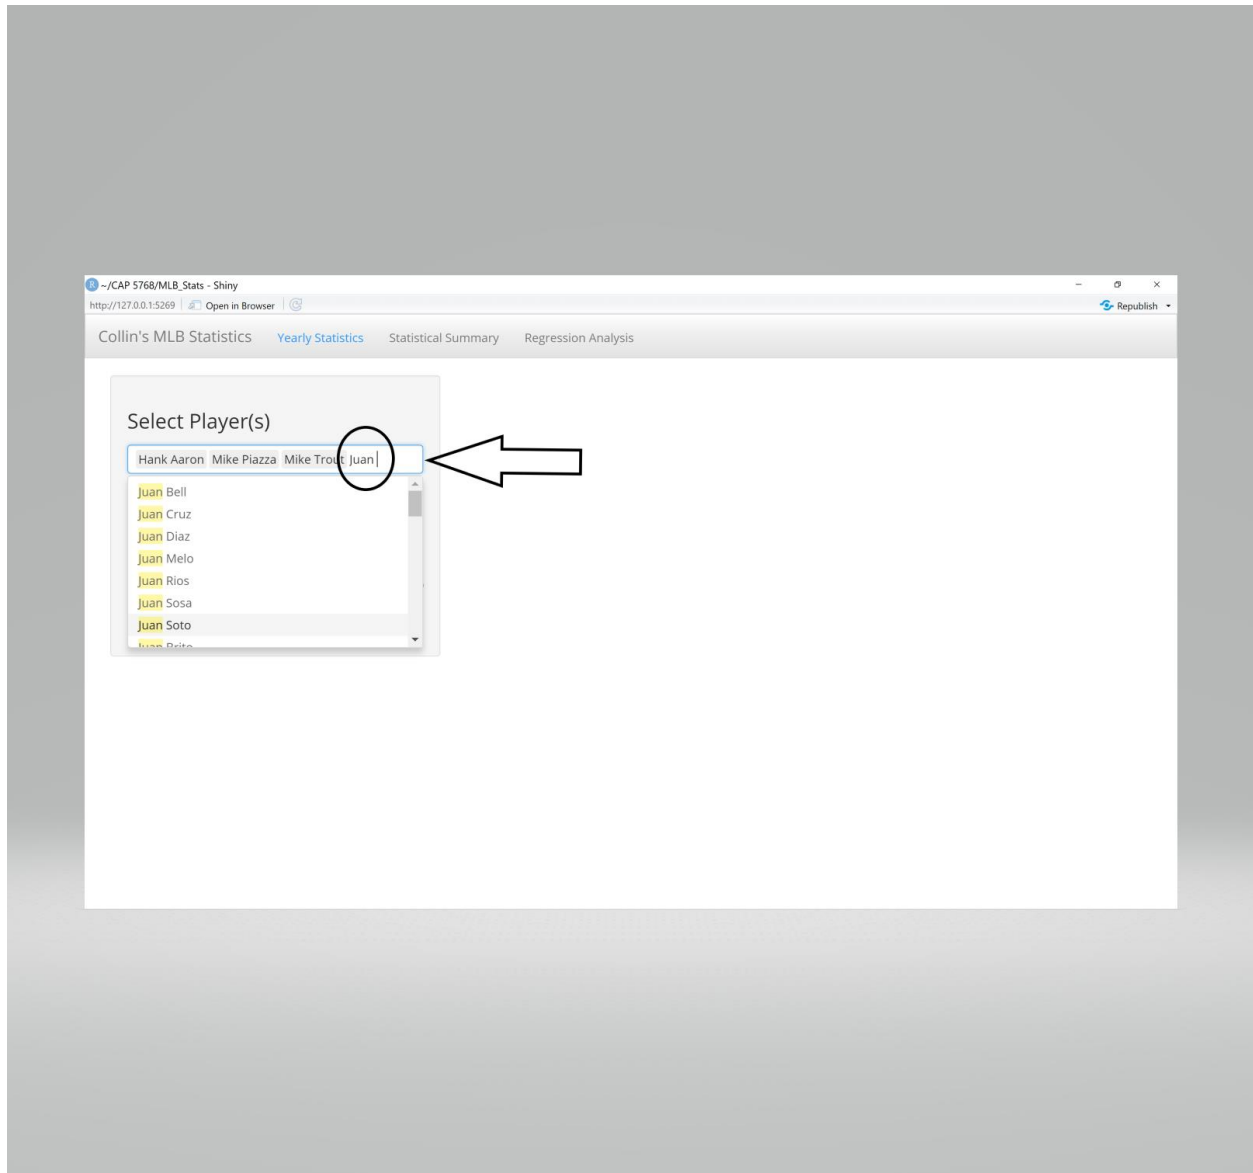 R ~/CAP 5768/MLB_Stats - Shiny
http://127.0.0.1:5269 Open in Browser Republish
Collin's MLB Statistics Yearly Statistics Statistical Summary Regression Analysis
Select Player(s)
Hank Aaron Mike Piazza Mike Trout Juan
Juan Bell
Juan Cruz
Juan Diaz
Juan Melo
Juan Rios
Juan Sosa
Juan Soto
Juan Brito